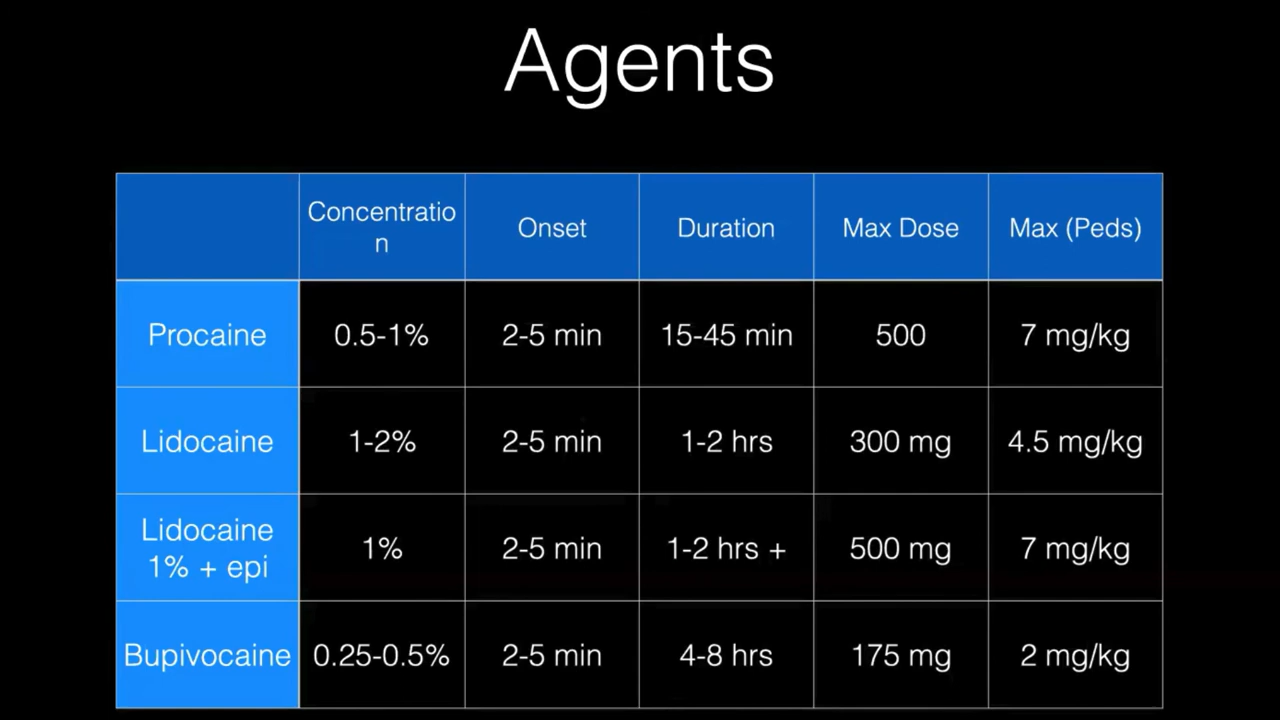 Agents
Concentratio
n
Onset
Duration
Max Dose
Max (Peds)
Procaine
0.5-1%
2-5 min
15-45 min
500
7 mg/kg
Lidocaine
1-2%
2-5 min
1-2 hrs
300 mg
4.5 mg/kg
Lidocaine
1% + epi
1%
2-5 min
1-2 hrs +
500 mg
7 mg/kg
Bupivocaine
0.25-0.5%
2-5 min
4-8 hrs
175 mg
2 mg/kg